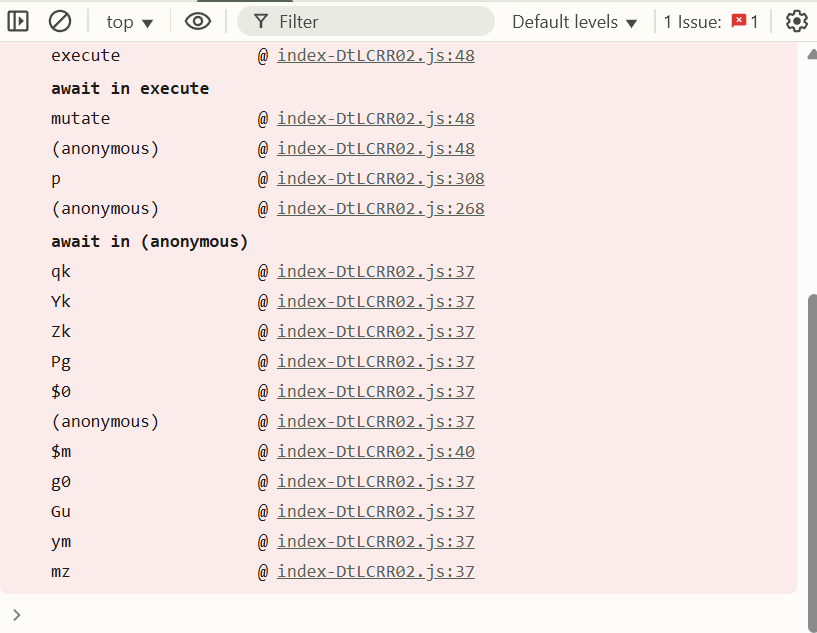 top Filter Default levels 1 Issue: 1
execute @ index-DtLCRR02.js:48
await in execute
mutate @ index-DtLCRR02.js:48
(anonymous) @ index-DtLCRR02.js:48
p @ index-DtLCRR02.js:308
(anonymous) @ index-DtLCRR02.js:268
await in (anonymous)
qk @ index-DtLCRR02.js:37
Yk @ index-DtLCRR02.js:37
Zk @ index-DtLCRR02.js:37
Pg @ index-DtLCRR02.js:37
$0 @ index-DtLCRR02.js:37
(anonymous) @ index-DtLCRR02.js:37
$m @ index-DtLCRR02.js:40
g0 @ index-DtLCRR02.js:37
Gu @ index-DtLCRR02.js:37
ym @ index-DtLCRR02.js:37
mz @ index-DtLCRR02.js:37